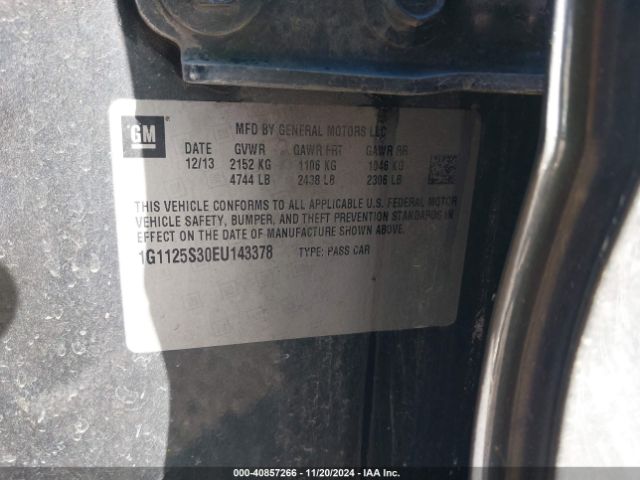 GM
MFD BY GENERAL MOTORS LLC
DATE GVWR GAWR FRT GAWR RR
12/13 2152 KG 1106 KG 1046 KG
4744 LB 2438 LB 2306 LB
THIS VEHICLE CONFORMS TO ALL APPLICABLE U.S. FEDERAL MOTOR
VEHICLE SAFETY, BUMPER, AND THEFT PREVENTION STANDARDS IN
EFFECT ON THE DATE OF MANUFACTURE SHOWN ABOVE.
1G1125S30EU143378 TYPE: PASS CAR
000-40857266 - 11/20/2024 - IAA Inc.